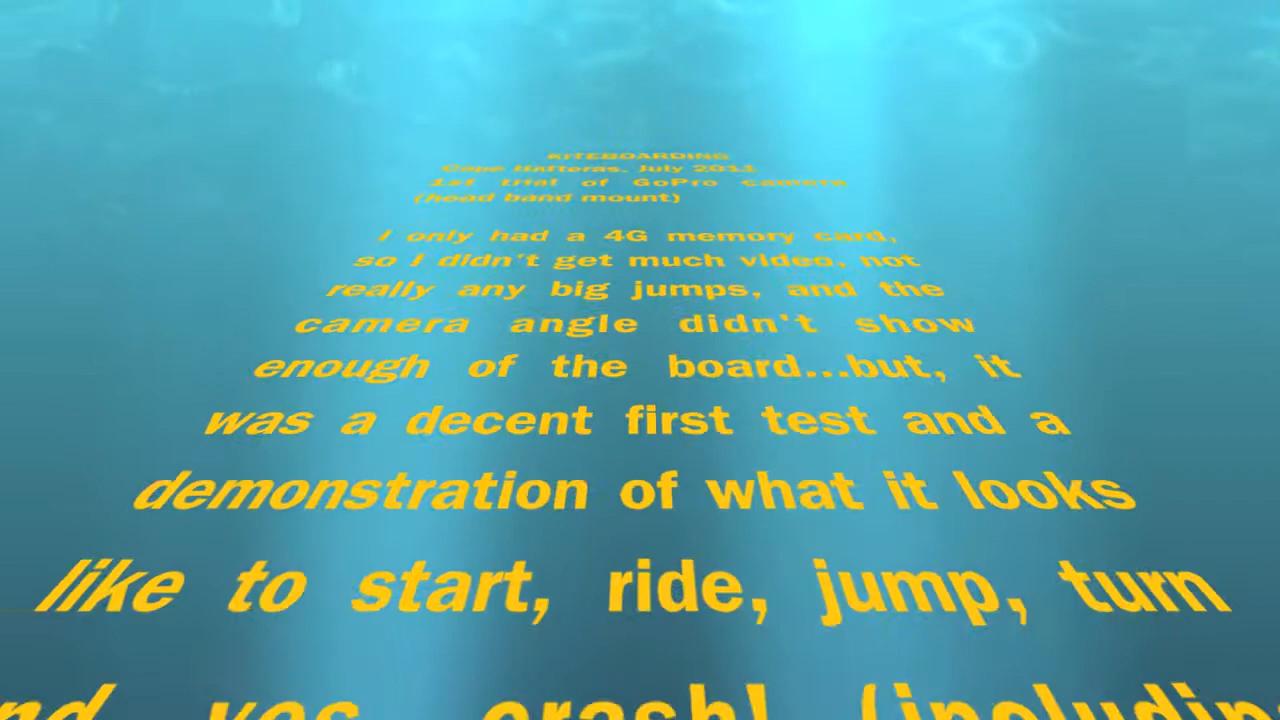 KITEBOARDING
Cape Hatteras, July 2011
1st trial of GoPro camera
(head band mount)
I only had a 4G memory card,
so I didn't get much video, not
really any big jumps, and the
camera angle didn't show
enough of the board...but, it
was a decent first test and a
demonstration of what it looks
like to start, ride, jump, turn
yes, crash!